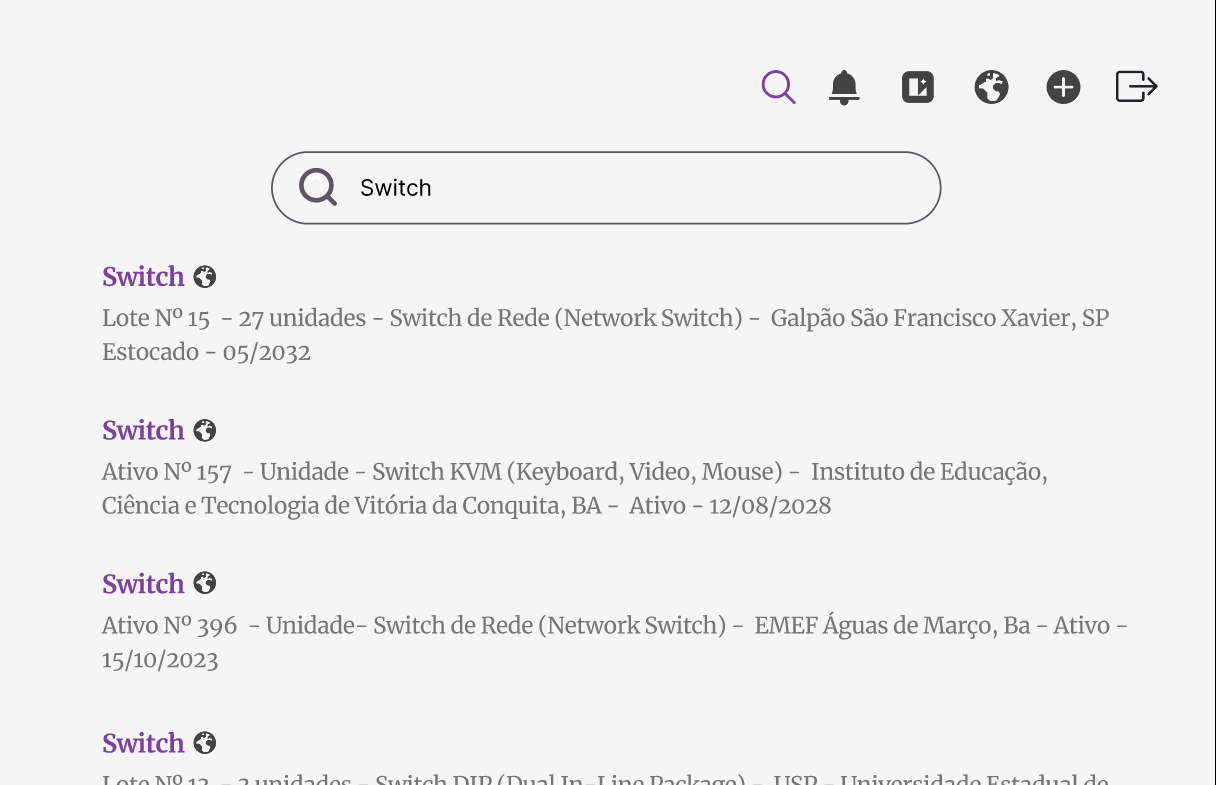 Switch
Switch
Lote Nº 15 - 27 unidades - Switch de Rede (Network Switch) - Galpão São Francisco Xavier, SP
Estocado - 05/2032
Switch
Ativo Nº 157 - Unidade - Switch KVM (Keyboard, Video, Mouse) - Instituto de Educação,
Ciência e Tecnologia de Vitória da Conquita, BA - Ativo - 12/08/2028
Switch
Ativo Nº 396 - Unidade- Switch de Rede (Network Switch) - EMEF Águas de Março, Ba - Ativo -
15/10/2023
Switch
Lote Nº 13 - 3 unidades - Switch DIP (Dual In-Line Package) - USP - Universidade Estadual de